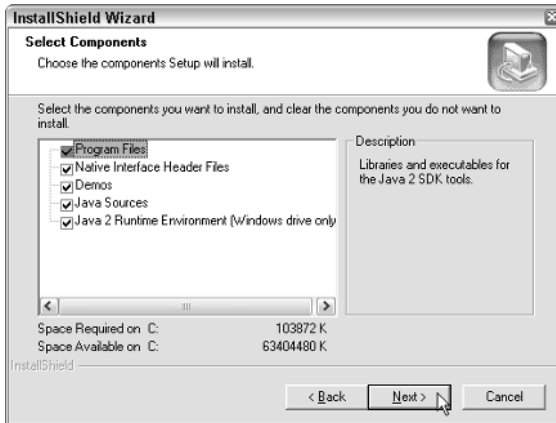 InstallShield Wizard
Select Components
Choose the components Setup will install.
Select the components you want to install, and clear the components you do not want to
install.
Program Files
Native Interface Header Files
Demos
Java Sources
Java 2 Runtime Environment (Windows drive only
Description
Libraries and executables for
the Java 2 SDK tools.
Space Required on C: 103872 K
Space Available on C: 63404480 K
InstallShield
< Back
Next >
Cancel